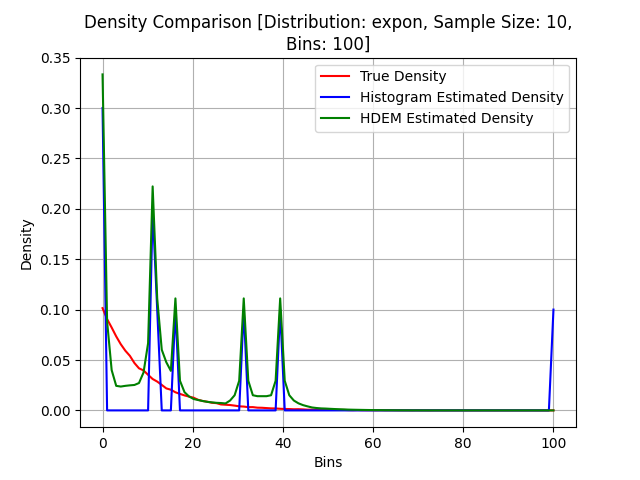 Density Comparison [Distribution: expon, Sample Size: 10,
Bins: 100]
True Density
Histogram Estimated Density
HDEM Estimated Density
Density
0.35
0.30
0.25
0.20
0.15
0.10
0.05
0.00
0 20 40 60 80 100
Bins